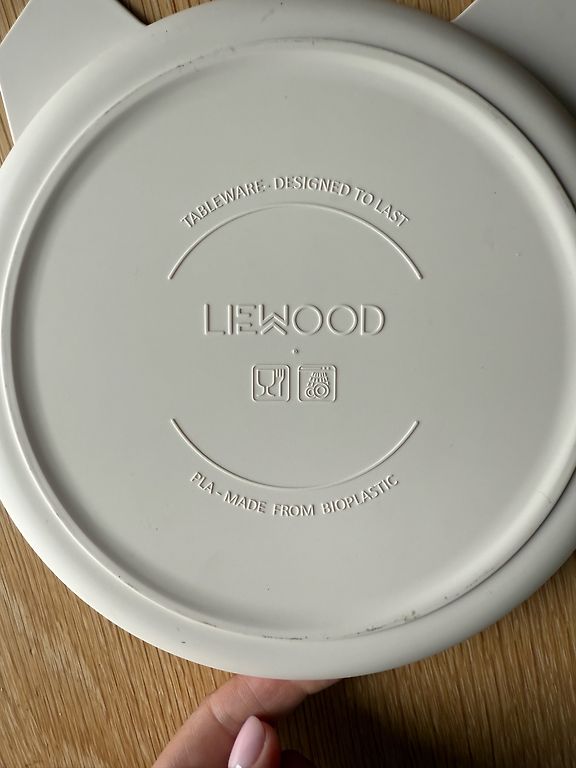 TABLEWARE · DESIGNED TO LAST
LIEWOOD
PLA - MADE FROM BIOPLASTIC